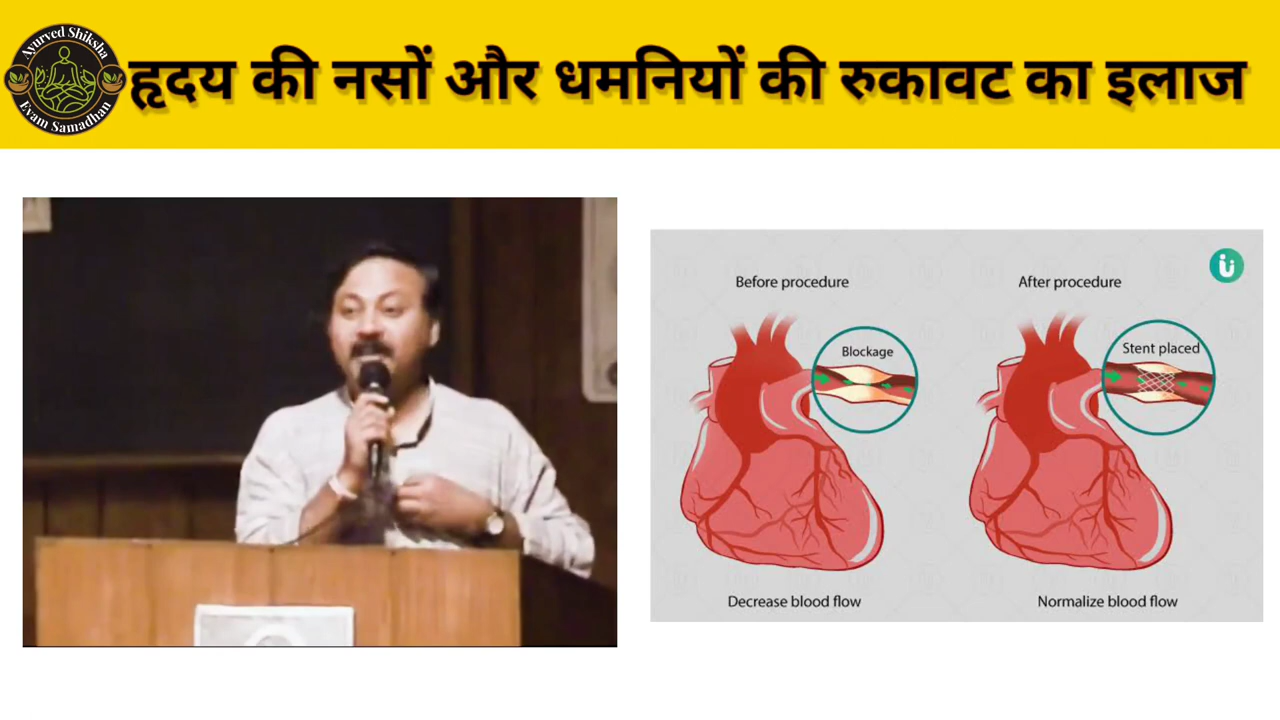 Ayurved Shiksha
Evam Samadhan
हृदय की नसों और धमनियों की रुकावट का इलाज
Before procedure
After procedure
Blockage
Stent placed
Decrease blood flow
Normalize blood flow